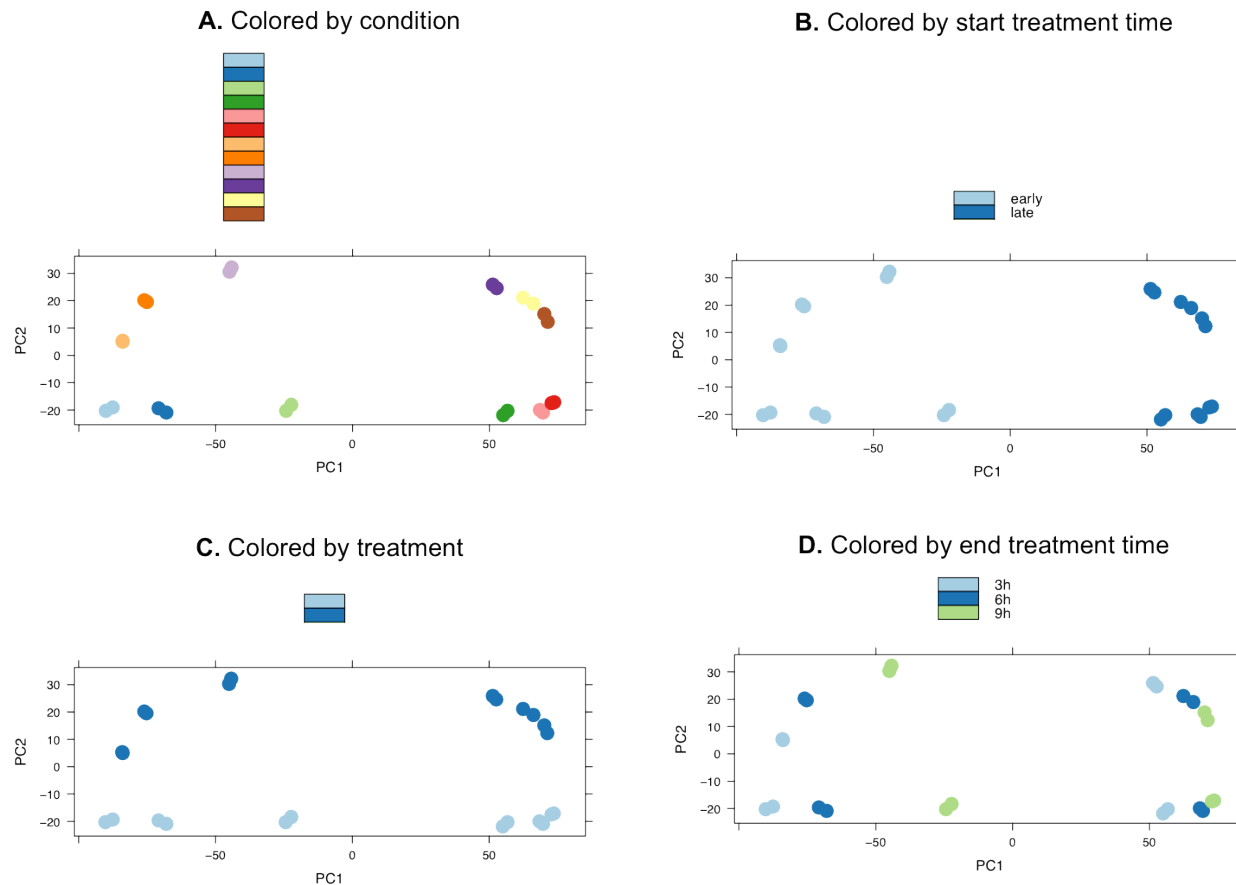 A. Colored by condition
B. Colored by start treatment time
early
late
30
20
10
0
−10
−20
PC2
−50
0
50
PC1
30
20
10
0
−10
−20
PC2
−50
0
50
PC1
C. Colored by treatment
D. Colored by end treatment time
3h
6h
9h
30
20
10
0
−10
−20
PC2
−50
0
50
PC1
30
20
10
0
−10
−20
PC2
−50
0
50
PC1